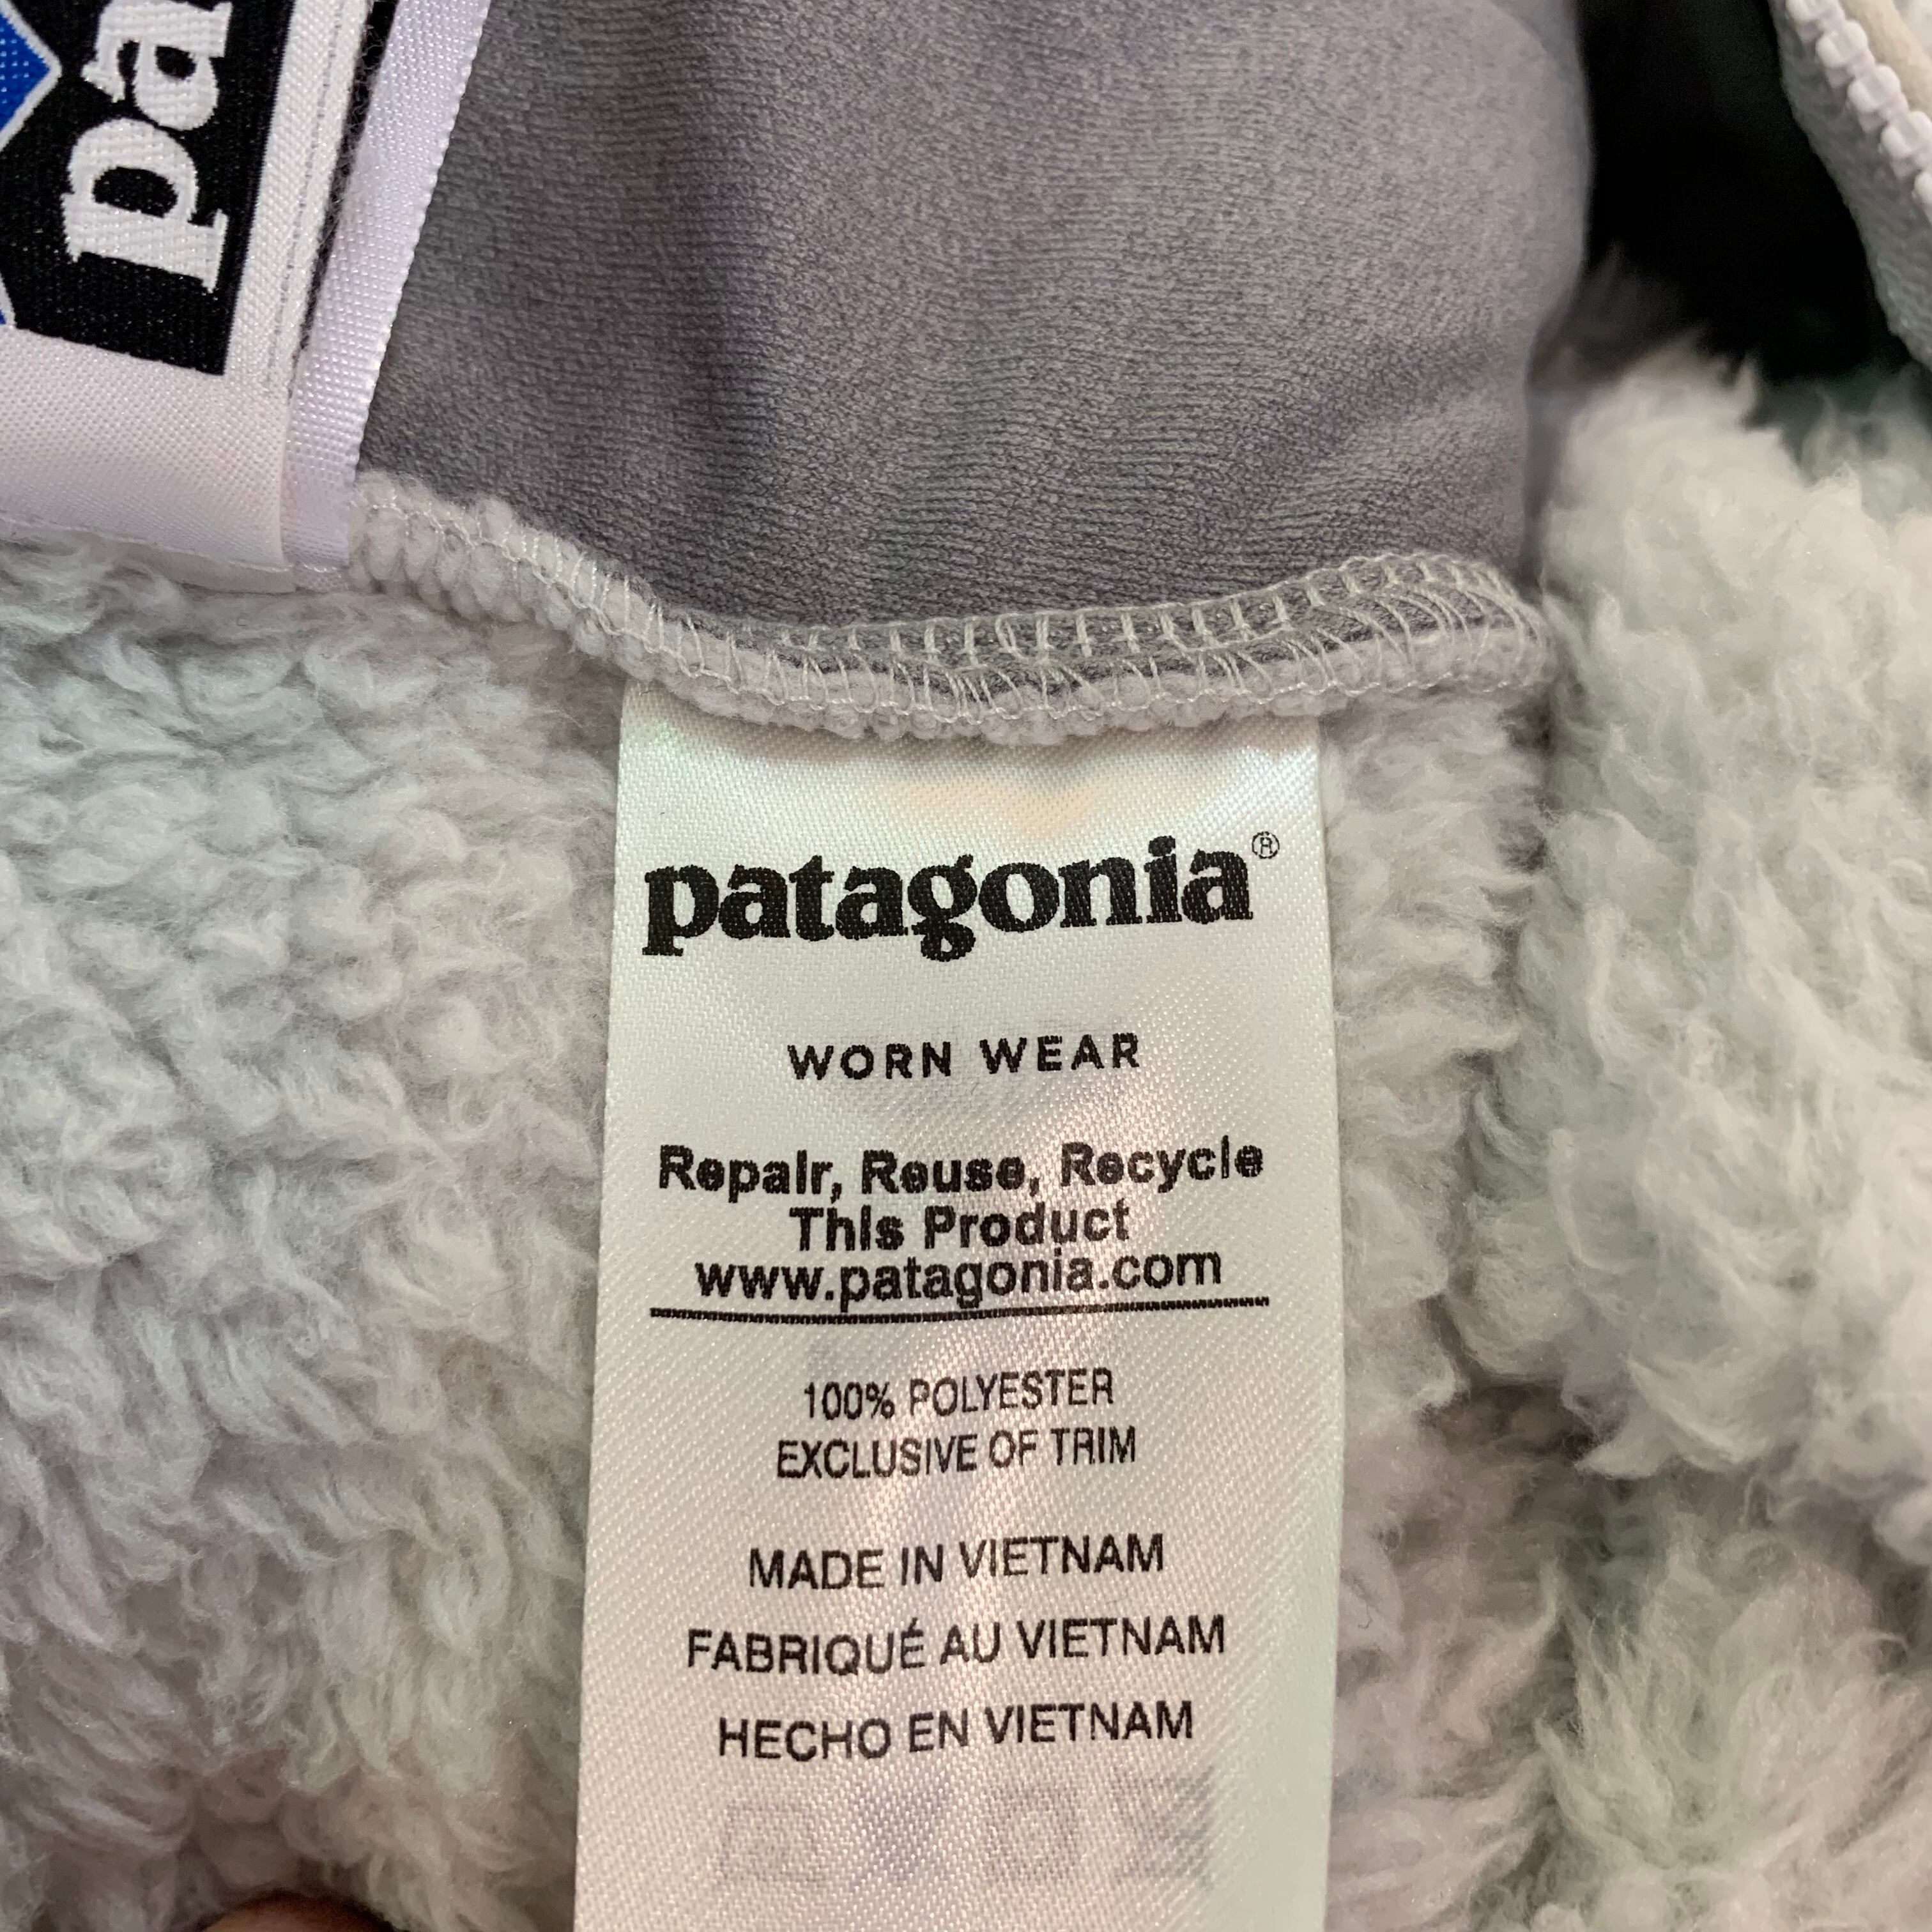 pa
patagonia®
WORN WEAR
Repair, Reuse, Recycle
This Product
www.patagonia.com
100% POLYESTER
EXCLUSIVE OF TRIM
MADE IN VIETNAM
FABRIQUÉ AU VIETNAM
HECHO EN VIETNAM